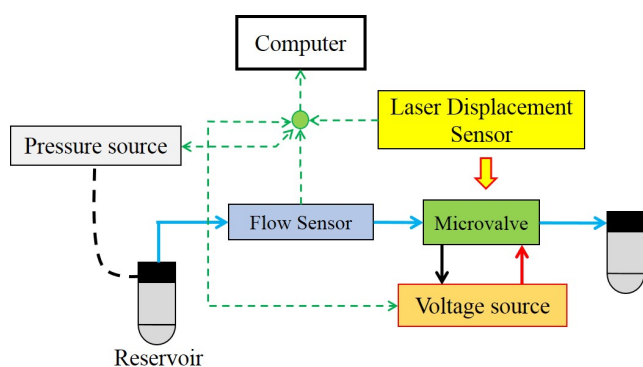 Computer
Laser Displacement
Sensor
Pressure source
Flow Sensor
Microvalve
Voltage source
Reservoir